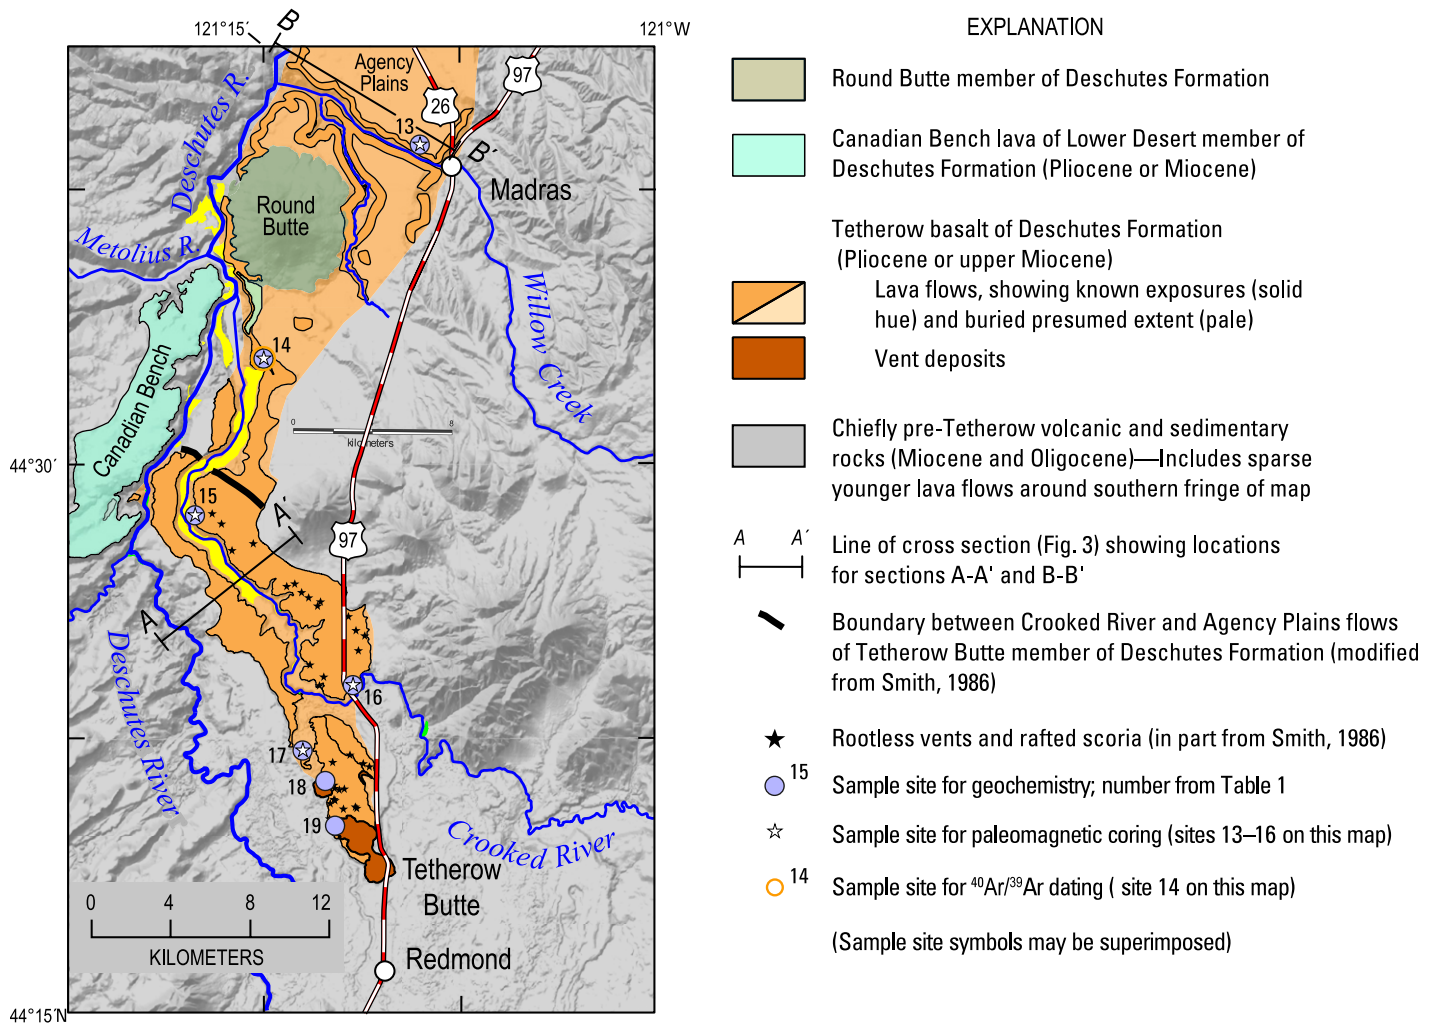 121°15´
B
121°W
Agency
Plains
97
26
Deschutes R.
13
B´
Madras
Round
Butte
Metolius R.
Willow Creek
14
Canadian Bench
0 8
kilometers
44°30´
15
A´
97
A
Deschutes River
16
17
18
19
Crooked River
Tetherow
Butte
0 4 8 12
KILOMETERS
Redmond
44°15´N
EXPLANATION
Round Butte member of Deschutes Formation
Canadian Bench lava of Lower Desert member of
Deschutes Formation (Pliocene or Miocene)
Tetherow basalt of Deschutes Formation
(Pliocene or upper Miocene)
Lava flows, showing known exposures (solid
hue) and buried presumed extent (pale)
Vent deposits
Chiefly pre-Tetherow volcanic and sedimentary
rocks (Miocene and Oligocene)—Includes sparse
younger lava flows around southern fringe of map
A A´
Line of cross section (Fig. 3) showing locations
for sections A-A' and B-B'
Boundary between Crooked River and Agency Plains flows
of Tetherow Butte member of Deschutes Formation (modified
from Smith, 1986)
Rootless vents and rafted scoria (in part from Smith, 1986)
15
Sample site for geochemistry; number from Table 1
Sample site for paleomagnetic coring (sites 13–16 on this map)
14
Sample site for ⁴⁰Ar/³⁹Ar dating ( site 14 on this map)
(Sample site symbols may be superimposed)